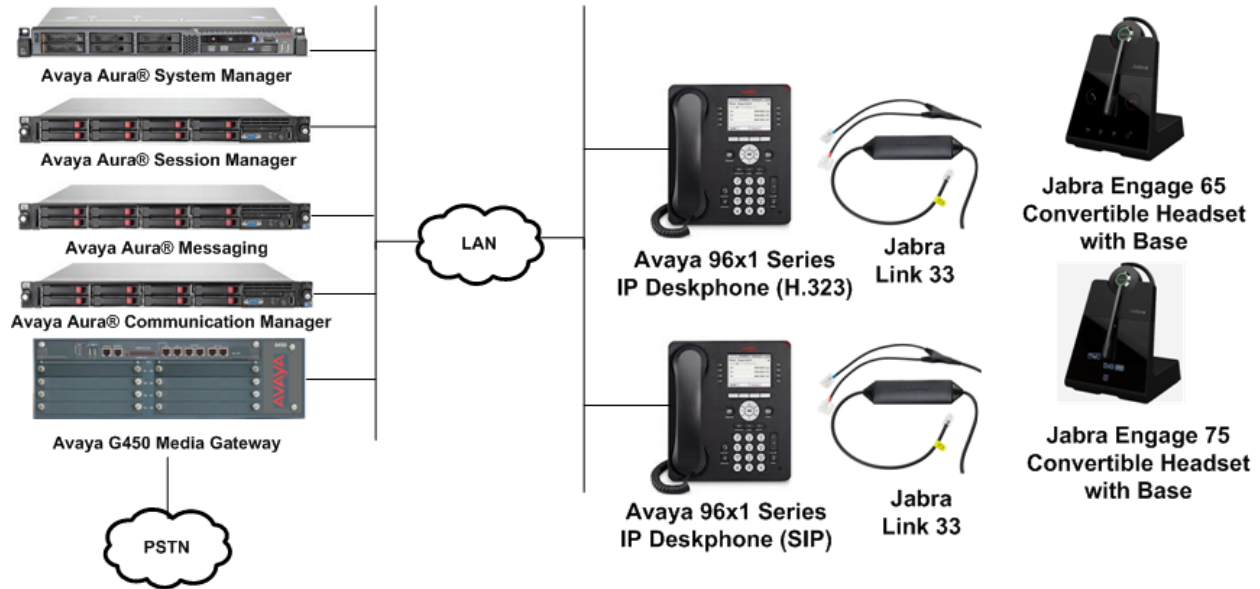 Avaya Aura® System Manager
Avaya Aura® Session Manager
Avaya Aura® Messaging
Avaya Aura® Communication Manager
AVAYA
Avaya G450 Media Gateway
PSTN
LAN
Avaya 96x1 Series
IP Deskphone (H.323)
Jabra
Link 33
Avaya 96x1 Series
IP Deskphone (SIP)
Jabra
Link 33
Jabra Engage 65
Convertible Headset
with Base
Jabra Engage 75
Convertible Headset
with Base